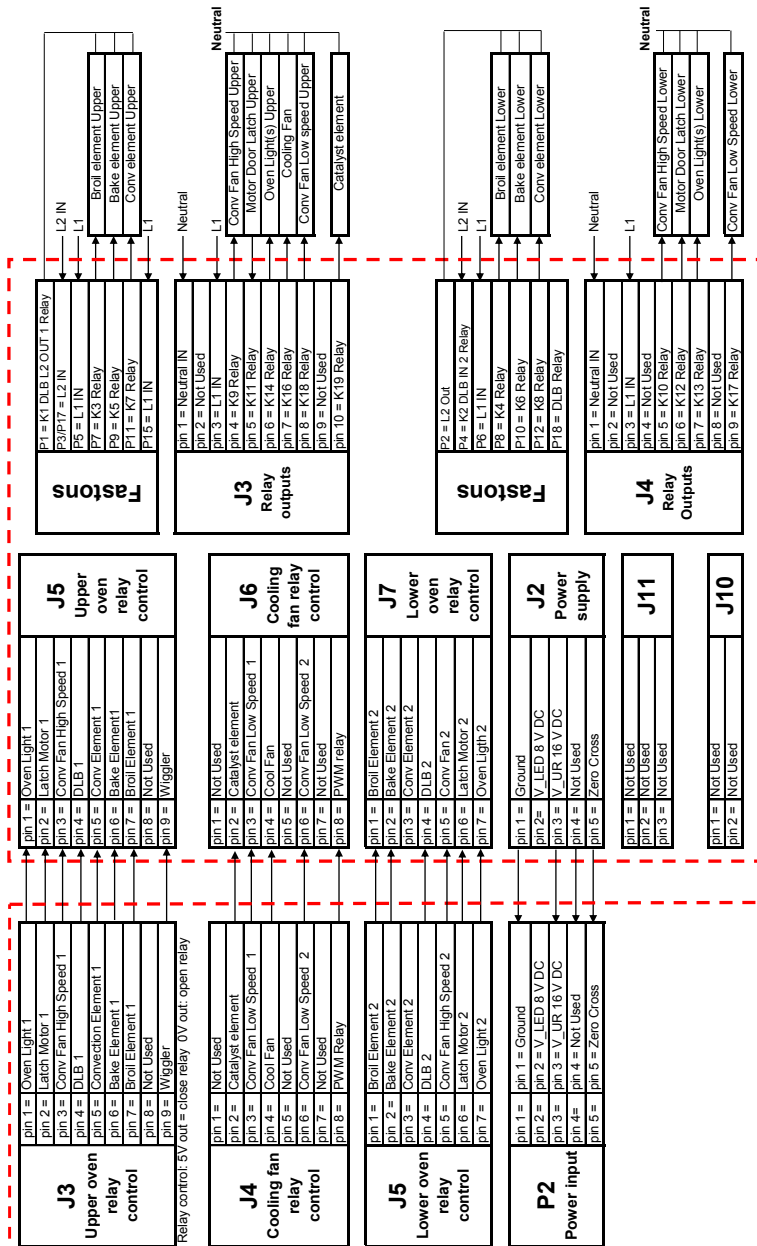 J3
Upper oven
relay
control
pin 1 = Oven Light 1
pin 2 = Latch Motor 1
pin 3 = Conv Fan High Speed 1
pin 4 = DLB 1
pin 5 = Convection Element 1
pin 6 = Bake Element 1
pin 7 = Broil Element 1
pin 8 = Not Used
pin 9 = Wiggler
Relay control: 5V out = close relay 0V out: open relay
J4
Cooling fan
relay
control
pin 1 = Not Used
pin 2 = Catalyst element
pin 3 = Conv Fan Low Speed 1
pin 4 = Cool Fan
pin 5 = Not Used
pin 6 = Conv Fan Low Speed 2
pin 7 = Not Used
pin 8 = PWM Relay
J5
Lower oven
relay
control
pin 1 = Broil Element 2
pin 2 = Bake Element 2
pin 3 = Conv Element 2
pin 4 = DLB 2
pin 5 = Conv Fan High Speed 2
pin 6 = Latch Motor 2
pin 7 = Oven Light 2
P2
Power input
pin 1 = pin 1 = Ground
pin 2 = pin 2 = V_LED 8 V DC
pin 3 = pin 3 = V_UR 16 V DC
pin 4= pin 4 = Not Used
pin 5 = pin 5 = Zero Cross
pin 1 = Oven Light 1
pin 2 = Latch Motor 1
pin 3 = Conv Fan High Speed 1
pin 4 = DLB 1
pin 5 = Conv Element 1
pin 6 = Bake Element1
pin 7 = Broil Element 1
pin 8 = Not Used
pin 9 = Wiggler
J5
Upper
oven
relay
control
pin 1 = Not Used
pin 2 = Catalyst element
pin 3 = Conv Fan Low Speed 1
pin 4 = Cool Fan
pin 5 = Not Used
pin 6 = Conv Fan Low Speed 2
pin 7 = Not Used
pin 8 = PWM relay
J6
Cooling
fan relay
control
pin 1 = Broil Element 2
pin 2 = Bake Element 2
pin 3 = Conv Element 2
pin 4 = DLB 2
pin 5 = Conv Fan 2
pin 6 = Latch Motor 2
pin 7 = Oven Ligth 2
J7
Lower
oven
relay
control
pin 1 = Ground
pin 2= V_LED 8 V DC
pin 3 = V_UR 16 V DC
pin 4 = Not Used
pin 5 = Zero Cross
J2
Power
supply
pin 1 = Not Used
pin 2 = Not Used
pin 3 = Not Used
J11
pin 1 = Not Used
pin 2 = Not Used
J10
Fastons
P1 = K1 DLB L2 OUT 1 Relay
P3/P17 = L2 IN
P5 = L1 IN
P7 = K3 Relay
P9 = K5 Relay
P11 = K7 Relay
P15 = L1 IN
L2 IN
L1
Broil element Upper
Bake element Upper
Conv element Upper
L1
J3
Relay
outputs
pin 1 = Neutral IN
pin 2 = Not Used
pin 3 = L1 IN
pin 4 = K9 Relay
pin 5 = K11 Relay
pin 6 = K14 Relay
pin 7 = K16 Relay
pin 8 = K18 Relay
pin 9 = Not Used
pin 10 = K19 Relay
Neutral
L1
Neutral
Conv Fan High Speed Upper
Motor Door Latch Upper
Oven Light(s) Upper
Cooling Fan
Conv Fan Low speed Upper
Catalyst element
Fastons
P2 = L2 Out
P4 = K2 DLB IN 2 Relay
P6 = L1 IN
P8 = K4 Relay
P10 = K6 Relay
P12 = K8 Relay
P18 = DLB Relay
L2 IN
L1
Broil element Lower
Bake element Lower
Conv element Lower
J4
Relay
Outputs
pin 1 = Neutral IN
pin 2 = Not Used
pin 3 = L1 IN
pin 4 = Not Used
pin 5 = K10 Relay
pin 6 = K12 Relay
pin 7 = K13 Relay
pin 8 = Not Used
pin 9 = K17 Relay
Neutral
L1
Neutral
Conv Fan High Speed Lower
Motor Door Latch Lower
Oven Light(s) Lower
Conv Fan Low Speed Lower